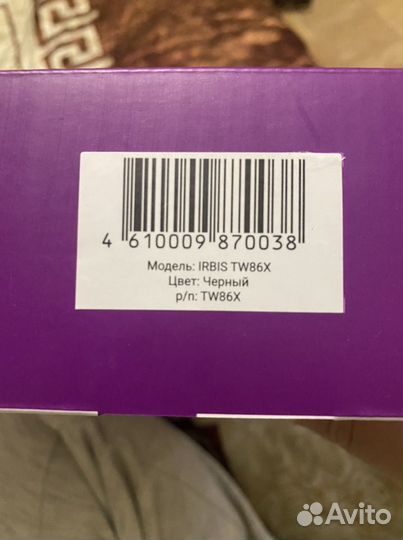 4 610009 870038
Модель: IRBIS TW86X
Цвет: Черный
p/n: TW86X
Avito